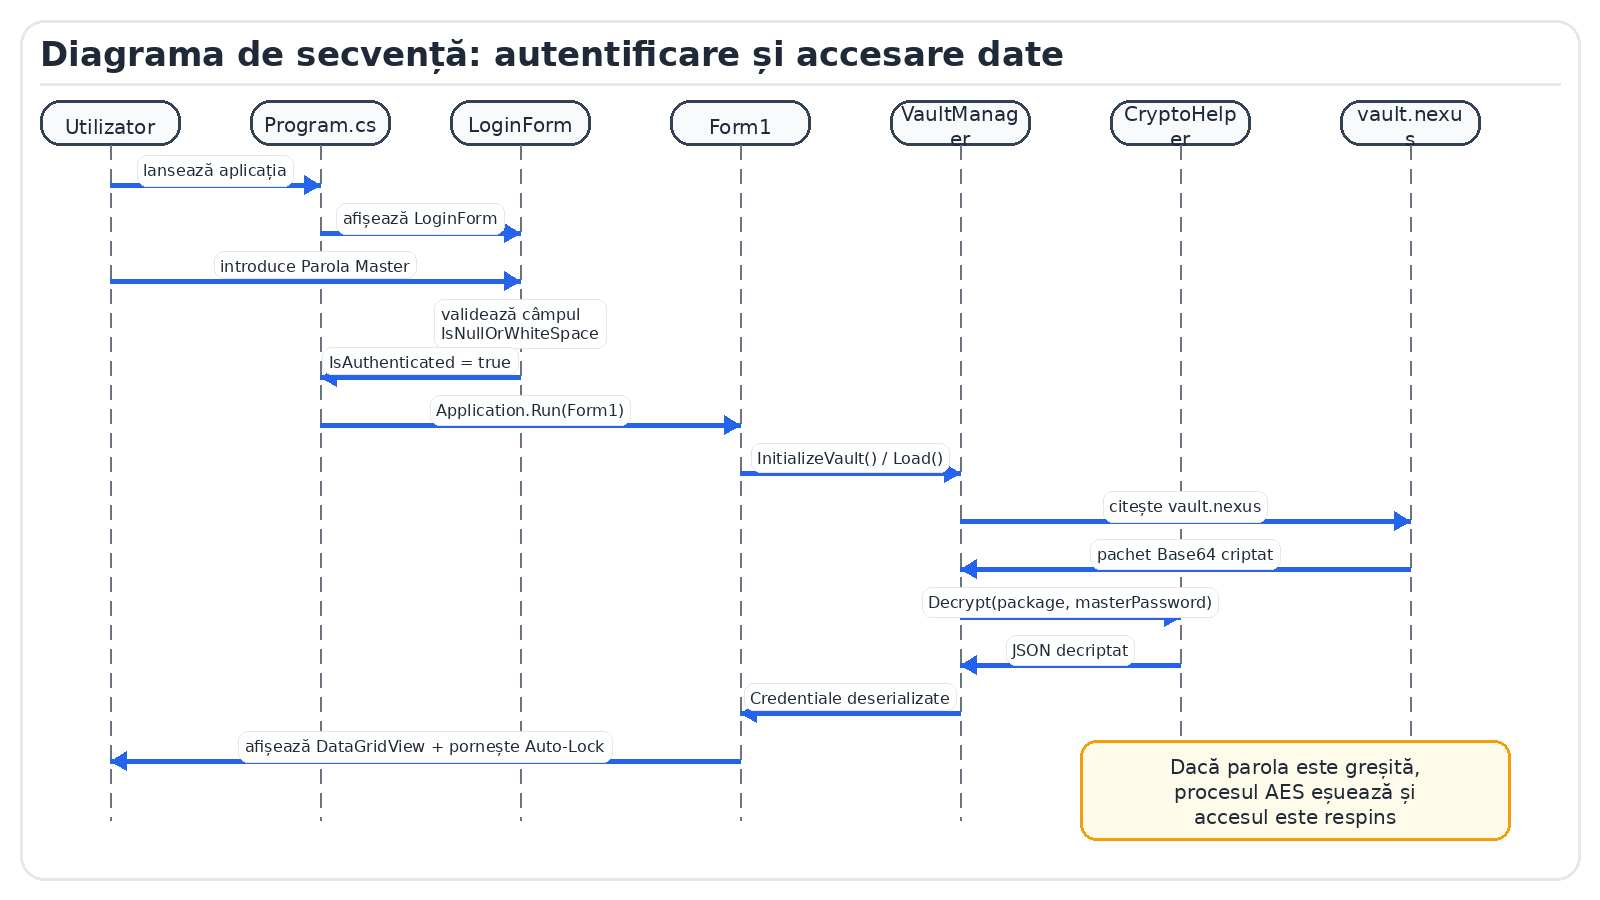 Diagrama de secvență: autentificare și accesare date
Utilizator
Program.cs
LoginForm
Form1
VaultManag
er
CryptoHelp
er
vault.nexu
s
lansează aplicația
afișează LoginForm
introduce Parola Master
validează câmpul
IsNullOrWhiteSpace
IsAuthenticated = true
Application.Run(Form1)
InitializeVault() / Load()
citește vault.nexus
pachet Base64 criptat
Decrypt(package, masterPassword)
JSON decriptat
Credentiale deserializate
afișează DataGridView + pornește Auto-Lock
Dacă parola este greșită,
procesul AES eșuează și
accesul este respins